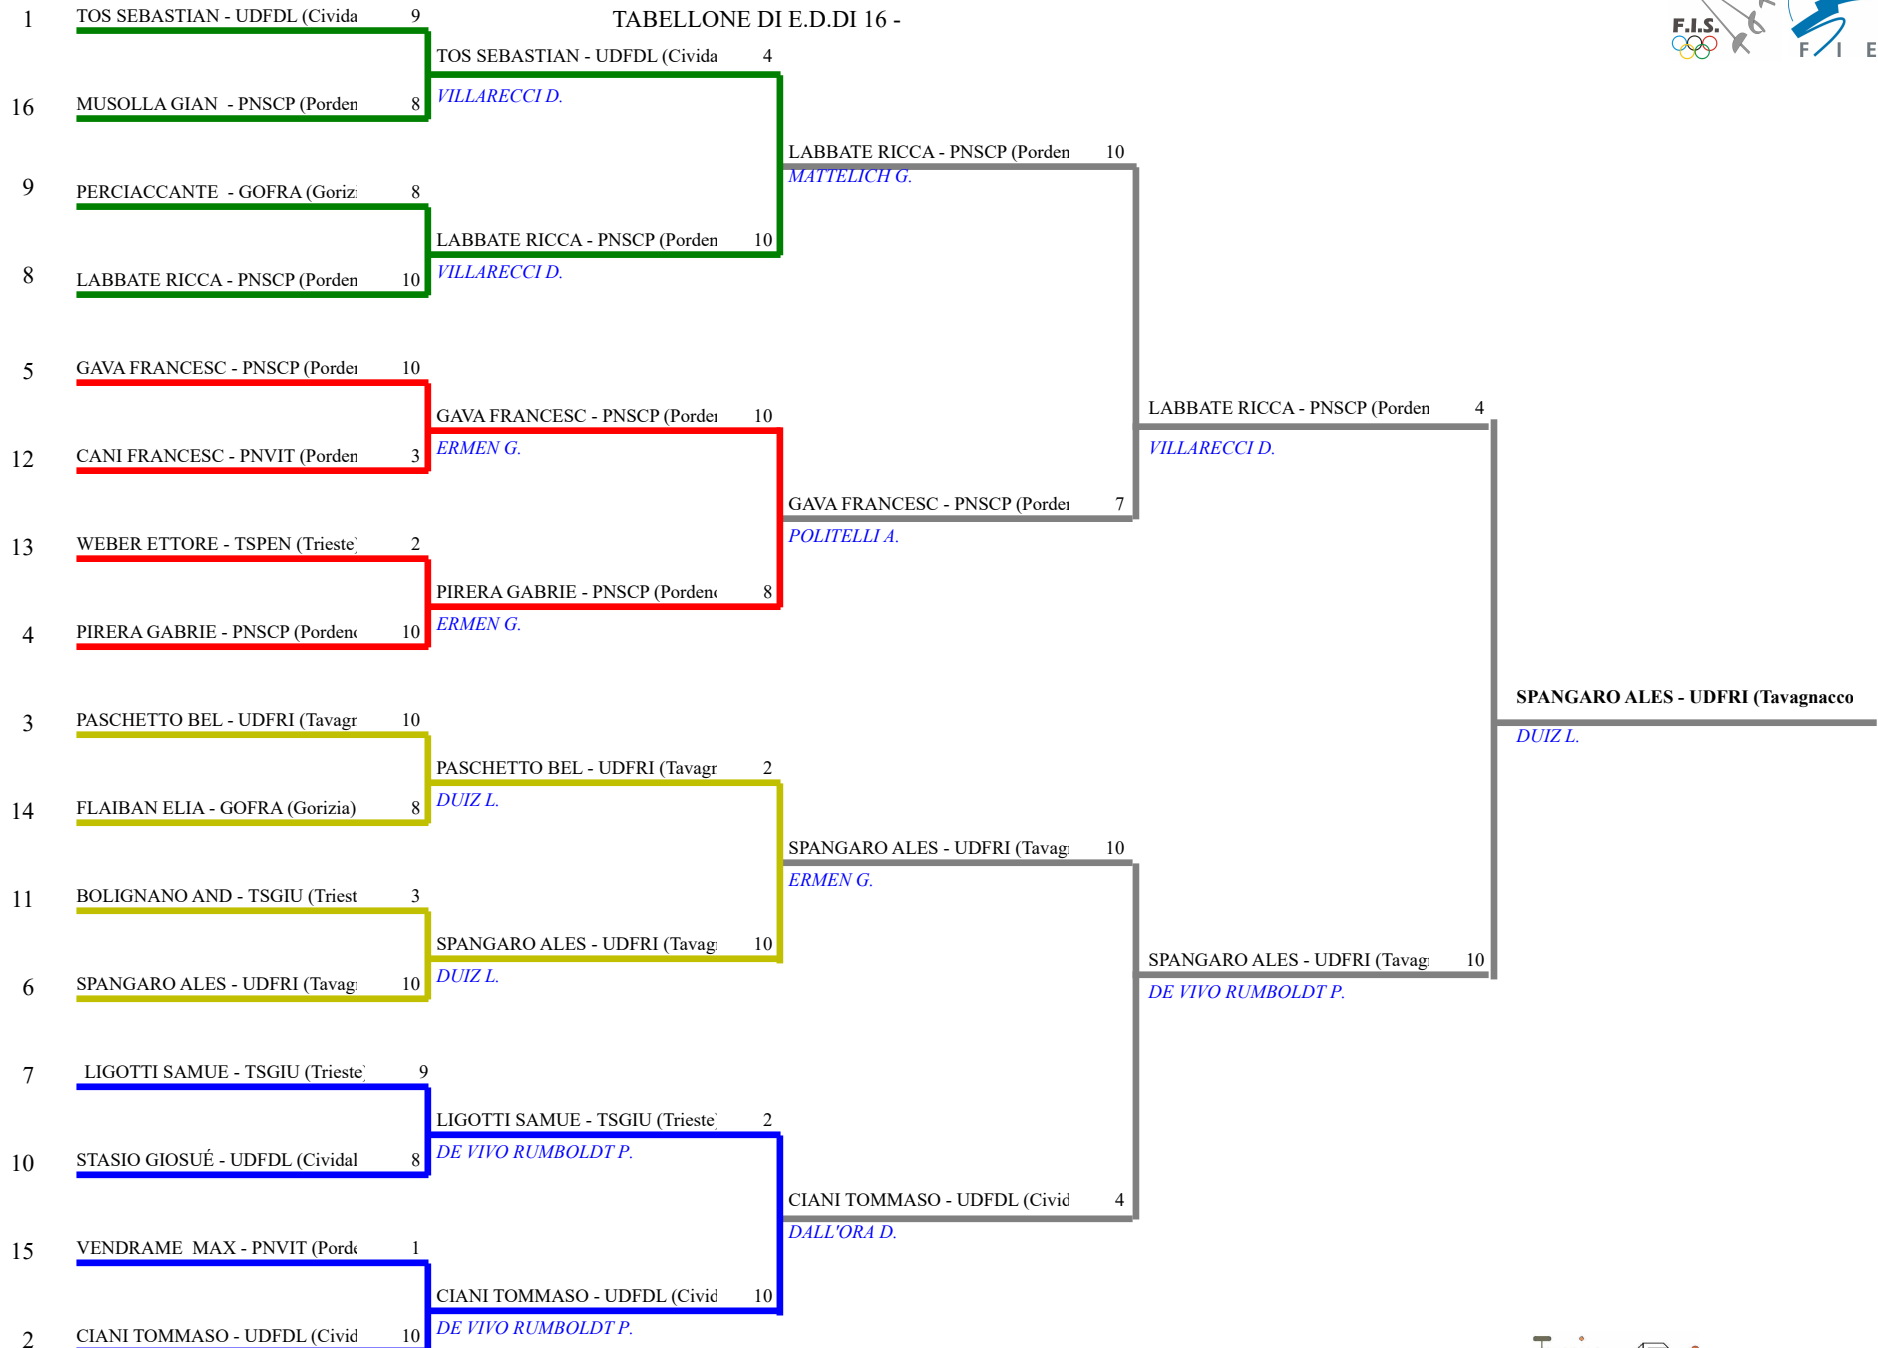 TABELLONE DI E.D.DI 16 -
F.I.S.
F I E
1 TOS SEBASTIAN - UDFDL (Civida 9
16 MUSOLLA GIAN - PNSCP (Porden 8
9 PERCIACCANTE - GOFRA (Goriz 8
8 LABBATE RICCA - PNSCP (Porden 10
5 GAVA FRANCESC - PNSCP (Porde 10
12 CANI FRANCESC - PNVIT (Porden 3
13 WEBER ETTORE - TSPEN (Trieste 2
4 PIRERA GABRIE - PNSCP (Porden 10
3 PASCHETTO BEL - UDFRI (Tavag 10
14 FLAIBAN ELIA - GOFRA (Gorizia) 8
11 BOLIGNANO AND - TSGIU (Triest 3
6 SPANGARO ALES - UDFRI (Tavag 10
7 LIGOTTI SAMUE - TSGIU (Trieste 9
10 STASIO GIOSUÉ - UDFDL (Cividal 8
15 VENDRAME MAX - PNVIT (Porde 1
2 CIANI TOMMASO - UDFDL (Civid 10
TOS SEBASTIAN - UDFDL (Civida 4
VILLARECCI D.
LABBATE RICCA - PNSCP (Porden 10
VILLARECCI D.
GAVA FRANCESC - PNSCP (Porde 10
ERMEN G.
PIRERA GABRIE - PNSCP (Porden 8
ERMEN G.
PASCHETTO BEL - UDFRI (Tavag 2
DUIZ L.
SPANGARO ALES - UDFRI (Tavag 10
DUIZ L.
LIGOTTI SAMUE - TSGIU (Trieste 2
DE VIVO RUMBOLDT P.
CIANI TOMMASO - UDFDL (Civid 10
DE VIVO RUMBOLDT P.
LABBATE RICCA - PNSCP (Porden 10
MATTELICH G.
GAVA FRANCESC - PNSCP (Porde 7
POLITELLI A.
SPANGARO ALES - UDFRI (Tavag 10
ERMEN G.
CIANI TOMMASO - UDFDL (Civid 4
DALL'ORA D.
LABBATE RICCA - PNSCP (Porden 4
VILLARECCI D.
SPANGARO ALES - UDFRI (Tavag 10
DE VIVO RUMBOLDT P.
SPANGARO ALES - UDFRI (Tavagnacco
DUIZ L.